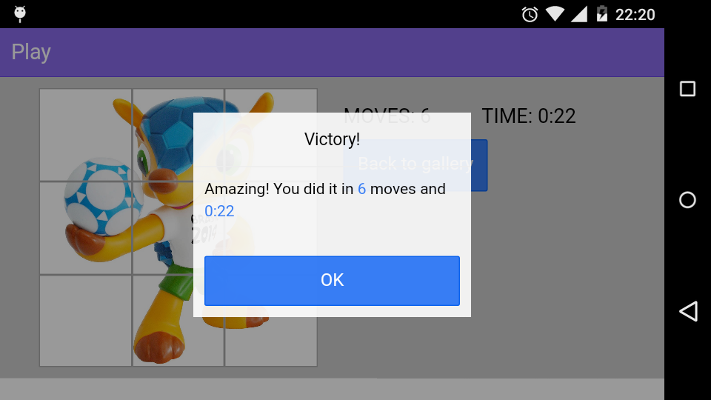 22:20
Play
MOVES: 6 TIME: 0:22
Back to gallery
Victory!
Amazing! You did it in 6 moves and
0:22
OK